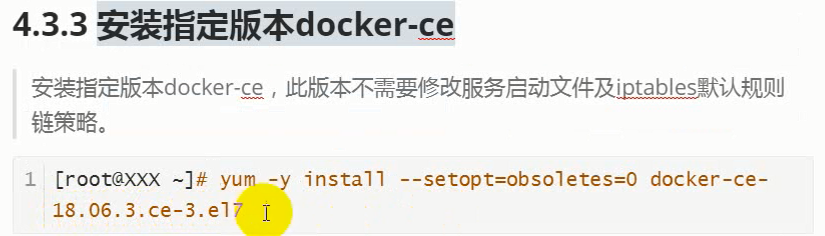 4.3.3 安装指定版本docker-ce
安装指定版本docker-ce，此版本不需要修改服务启动文件及iptables默认规则
链策略。
1 [root@XXX ~]# yum -y install --setopt=obsoletes=0 docker-ce-
18.06.3.ce-3.el7